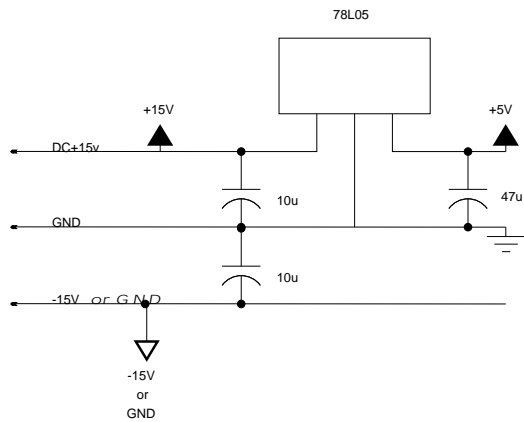 78L05
+15V
+5V
DC+15v
10u
47u
GND
10u
-15V or GND
-15V
or
GND